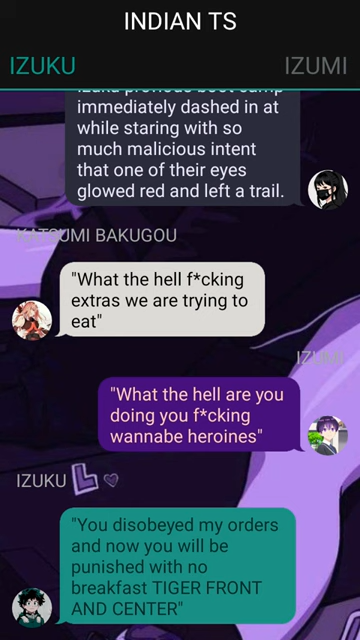 INDIAN TS
IZUKU
IZUMI
immediately dashed in at
while staring with so
much malicious intent
that one of their eyes
glowed red and left a trail.
KATSUMI BAKUGOU
"What the hell f*cking
extras we are trying to
eat"
IZUMI
"What the hell are you
doing you f*cking
wannabe heroines"
IZUKU
"You disobeyed my orders
and now you will be
punished with no
breakfast TIGER FRONT
AND CENTER"